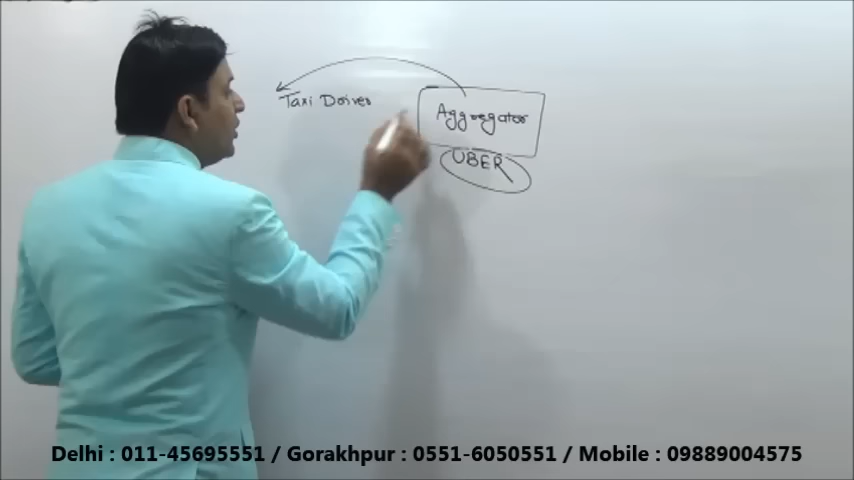 Taxi Driver
Aggregator
UBER
Delhi : 011-45695551 / Gorakhpur : 0551-6050551 / Mobile : 09889004575